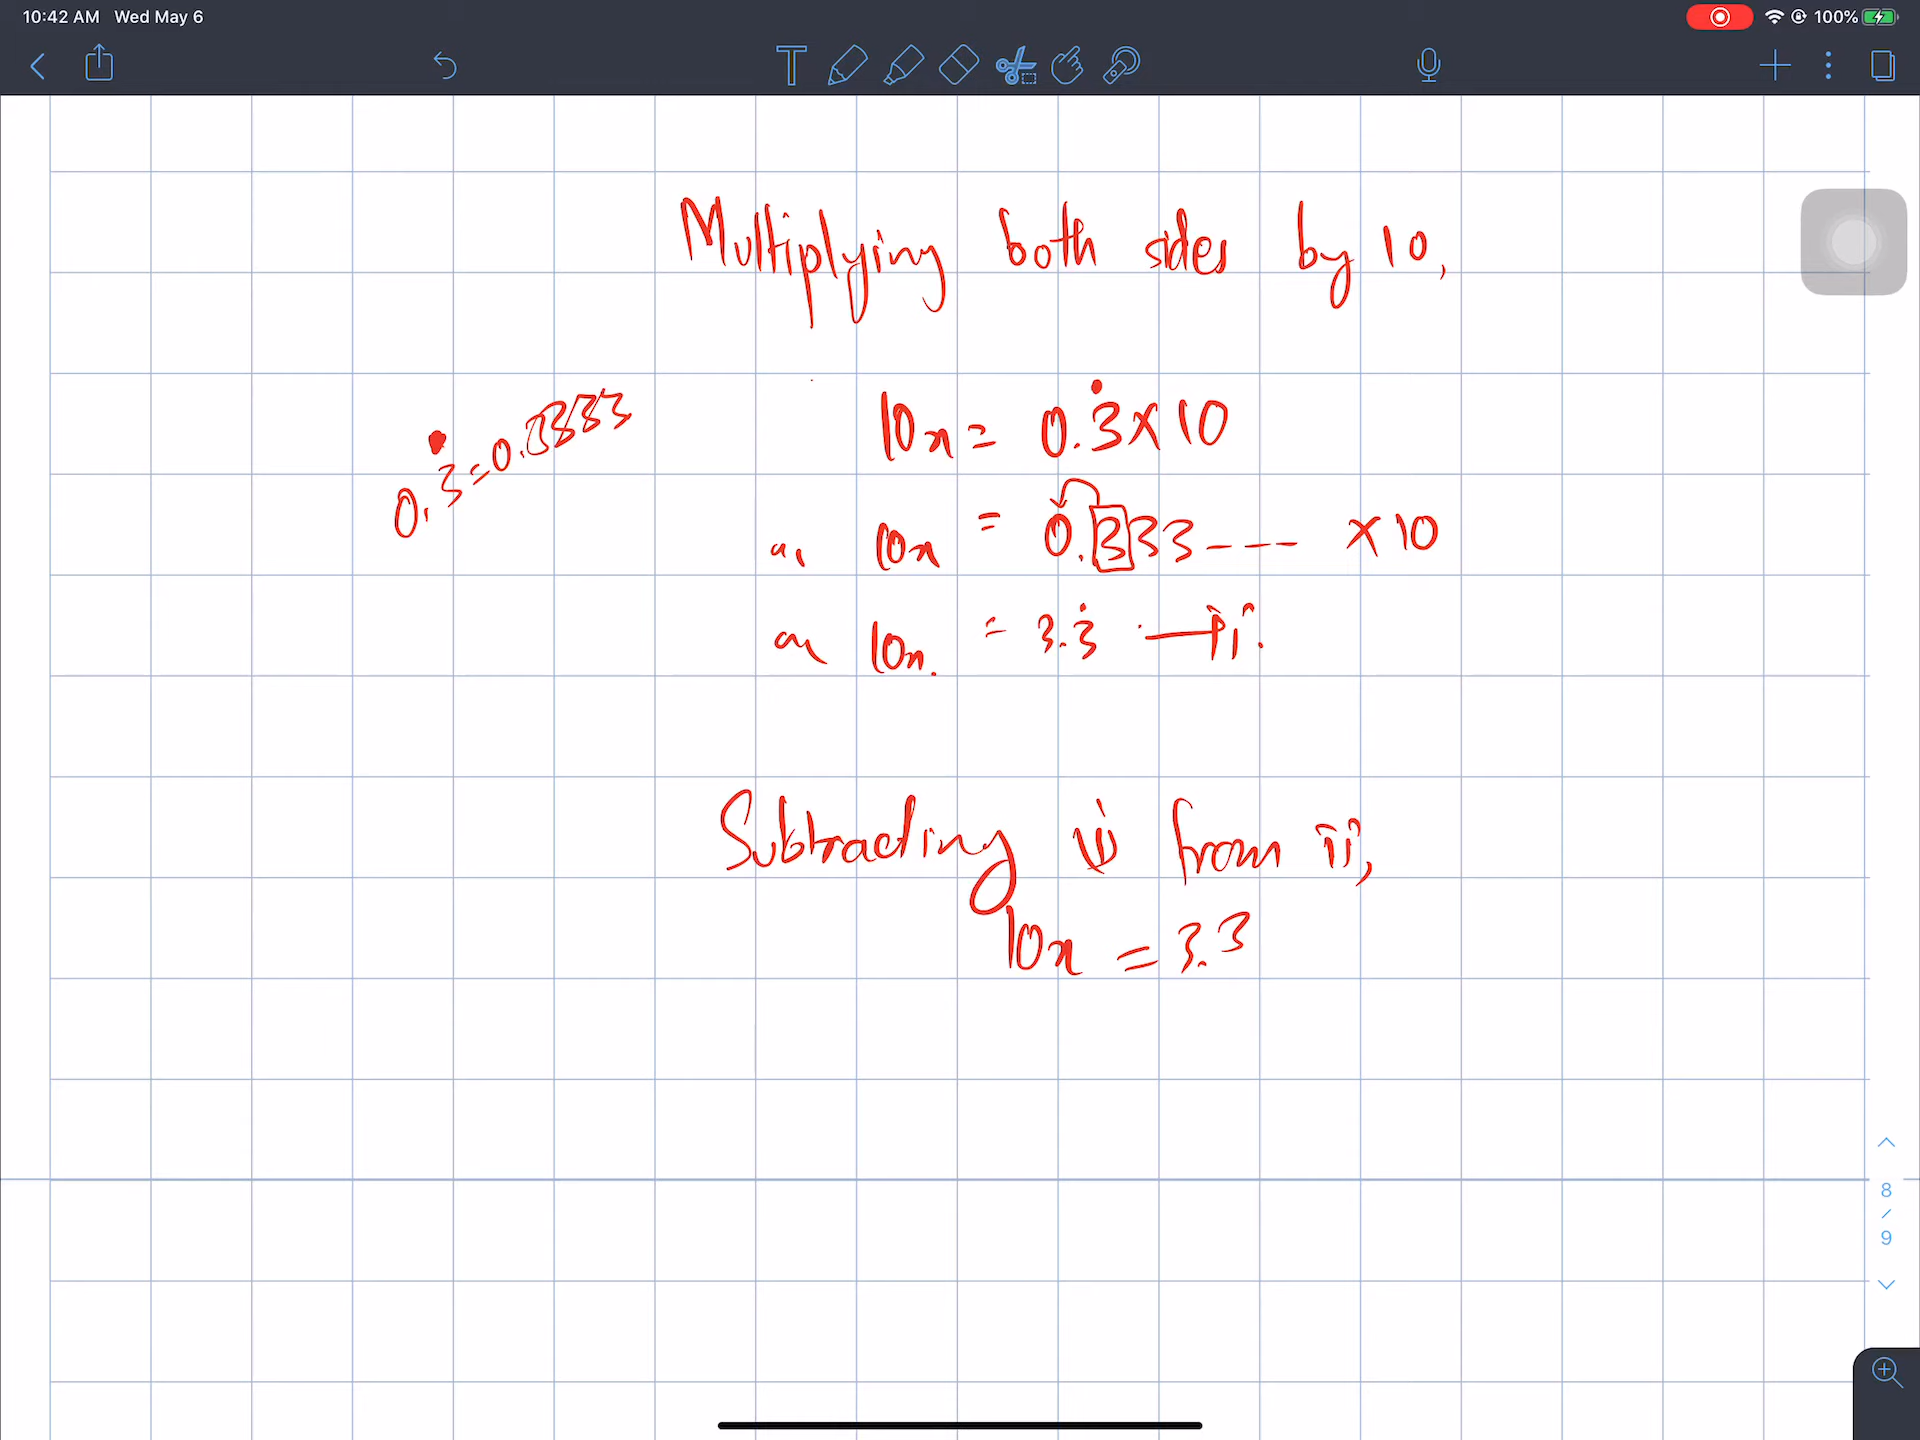 10:42 AM Wed May 6
100%
Multiplying both sides by 10,
0.3̇=0.3333
10x = 0.3̇×10
or 10x = 0.333---- ×10
or 10x. = 3.3̇ — ii.
Subtracting i from ii,
10x = 3.3
8
/
9